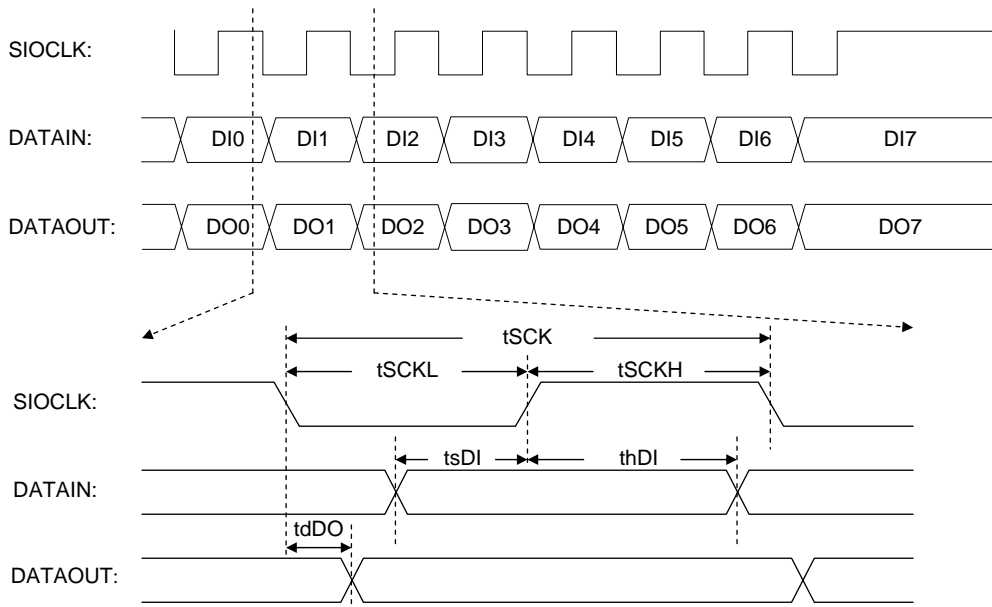 SIOCLK:
DATAIN: DI0 DI1 DI2 DI3 DI4 DI5 DI6 DI7
DATAOUT: DO0 DO1 DO2 DO3 DO4 DO5 DO6 DO7
tSCK
tSCKL tSCKH
SIOCLK:
tsDI thDI
DATAIN:
tdDO
DATAOUT: